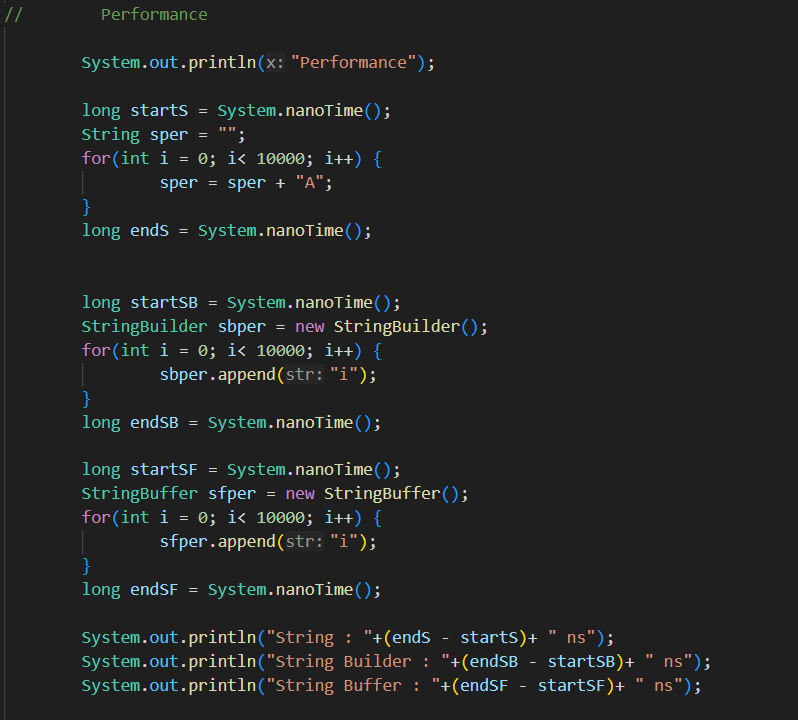 //        Performance
System.out.println(x: "Performance");
long startS = System.nanoTime();
String sper = "";
for(int i = 0; i< 10000; i++) {
        sper = sper + "A";
}
long endS = System.nanoTime();
long startSB = System.nanoTime();
StringBuilder sbper = new StringBuilder();
for(int i = 0; i< 10000; i++) {
        sbper.append(str: "i");
}
long endSB = System.nanoTime();
long startSF = System.nanoTime();
StringBuffer sfper = new StringBuffer();
for(int i = 0; i< 10000; i++) {
        sfper.append(str: "i");
}
long endSF = System.nanoTime();
System.out.println("String : "+(endS - startS)+ " ns");
System.out.println("String Builder : "+(endSB - startSB)+ " ns");
System.out.println("String Buffer : "+(endSF - startSF)+ " ns");